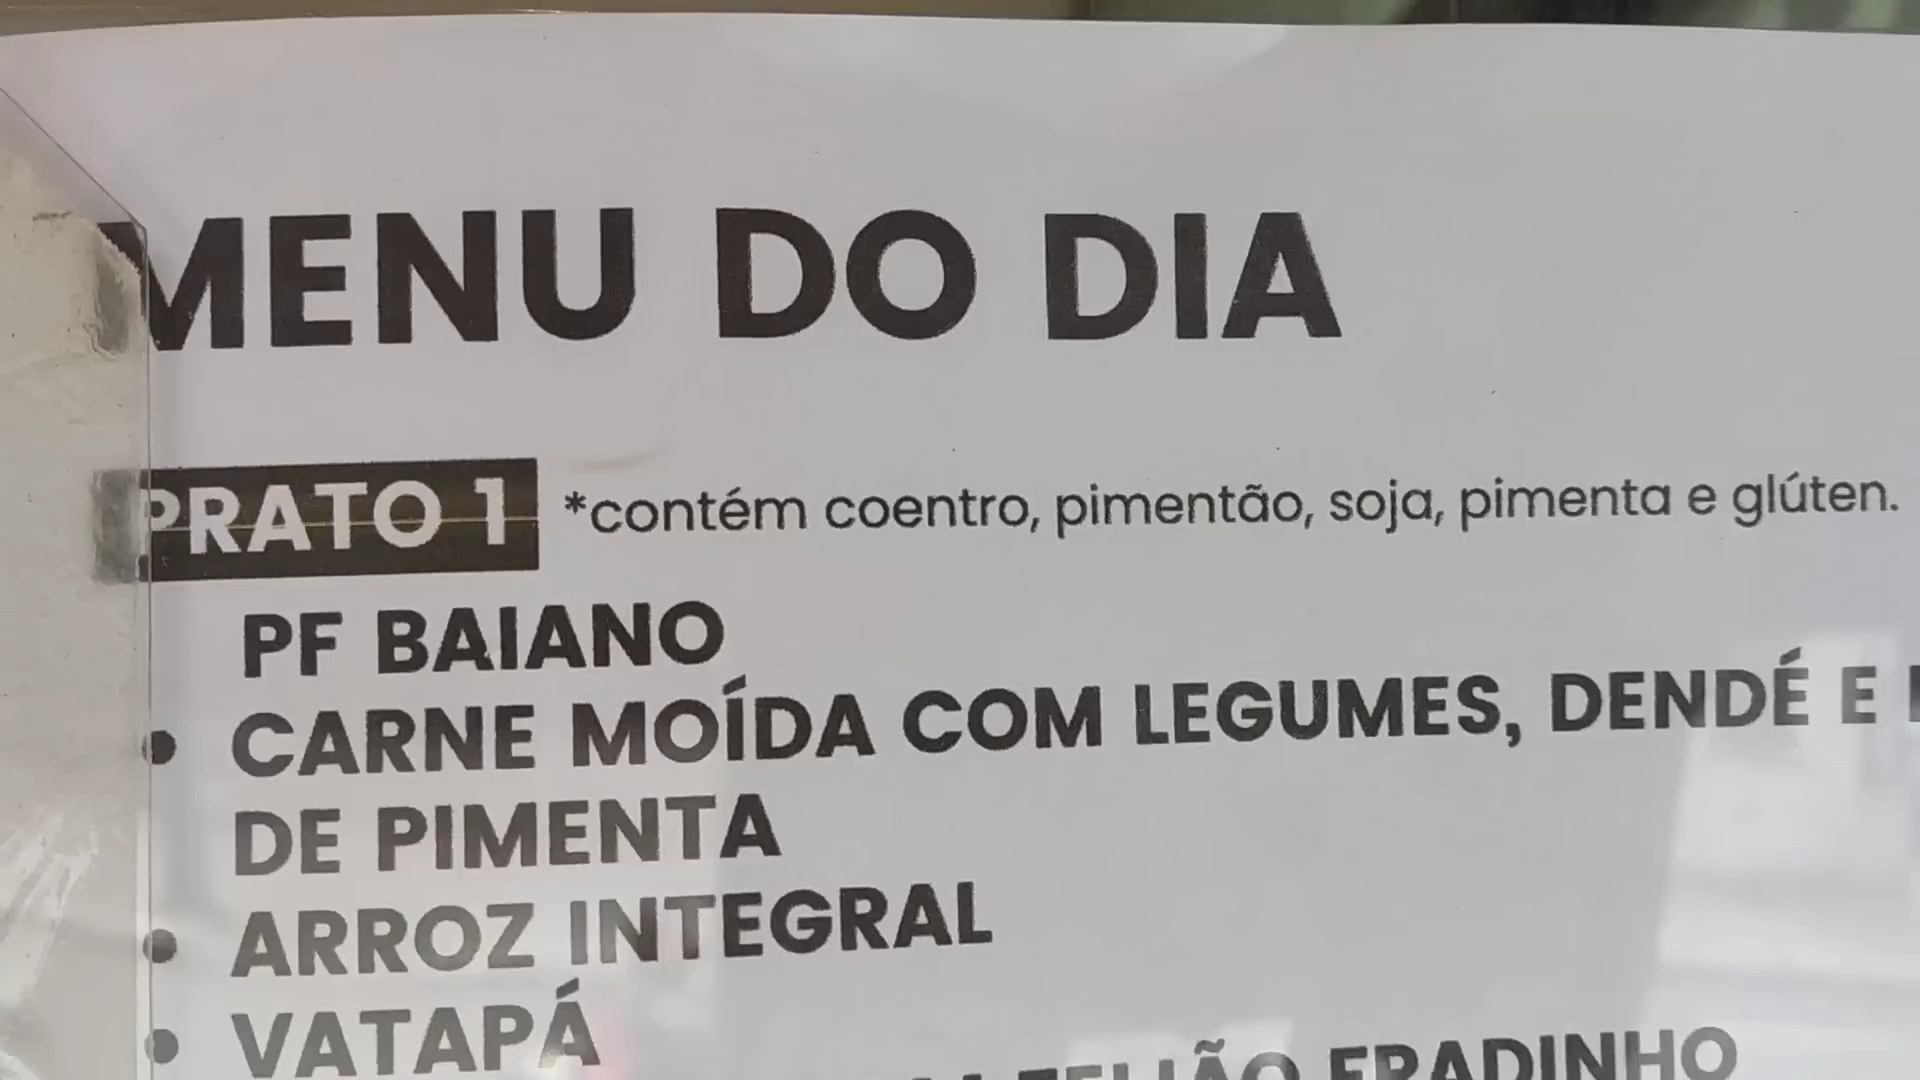 MENU DO DIA
PRATO 1 *contém coentro, pimentão, soja, pimenta e glúten.
PF BAIANO
• CARNE MOÍDA COM LEGUMES, DENDÉ E
DE PIMENTA
• ARROZ INTEGRAL
• VATAPÁ
FEIJÃO FRADINHO